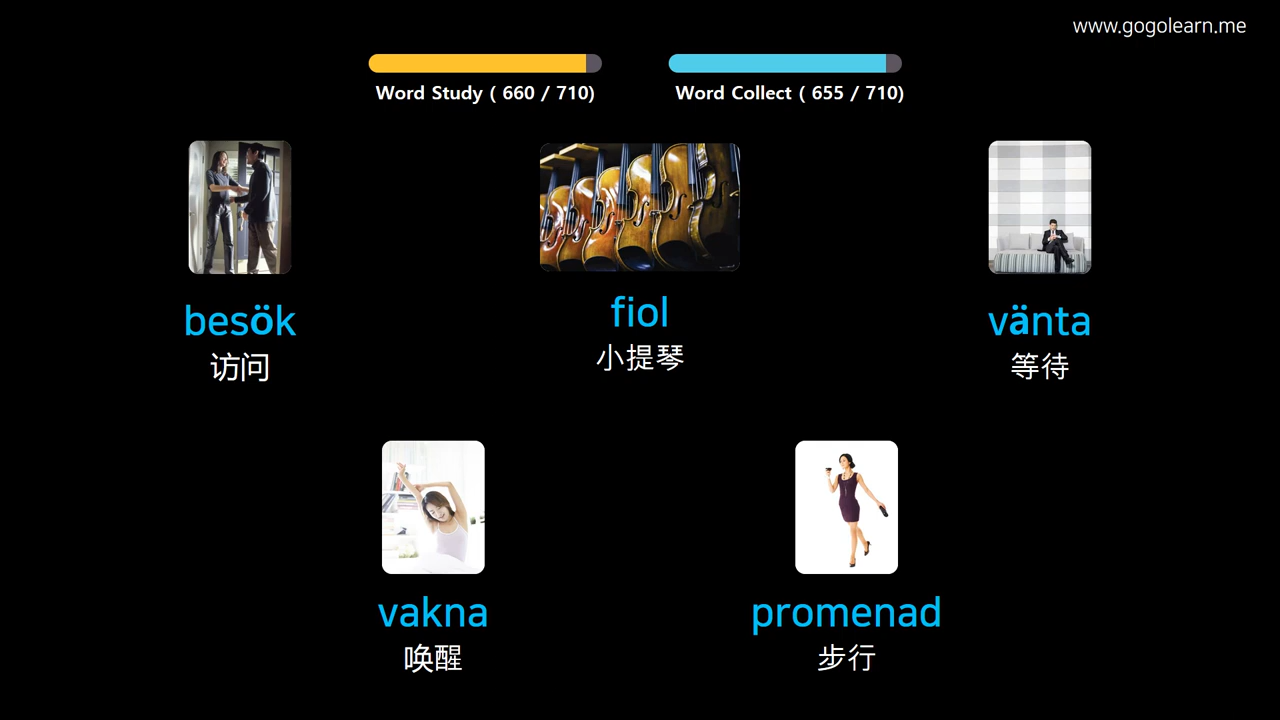 www.gogolearn.me
Word Study ( 660 / 710)
Word Collect ( 655 / 710)
besök
访问
fiol
小提琴
vänta
等待
vakna
唤醒
promenad
步行